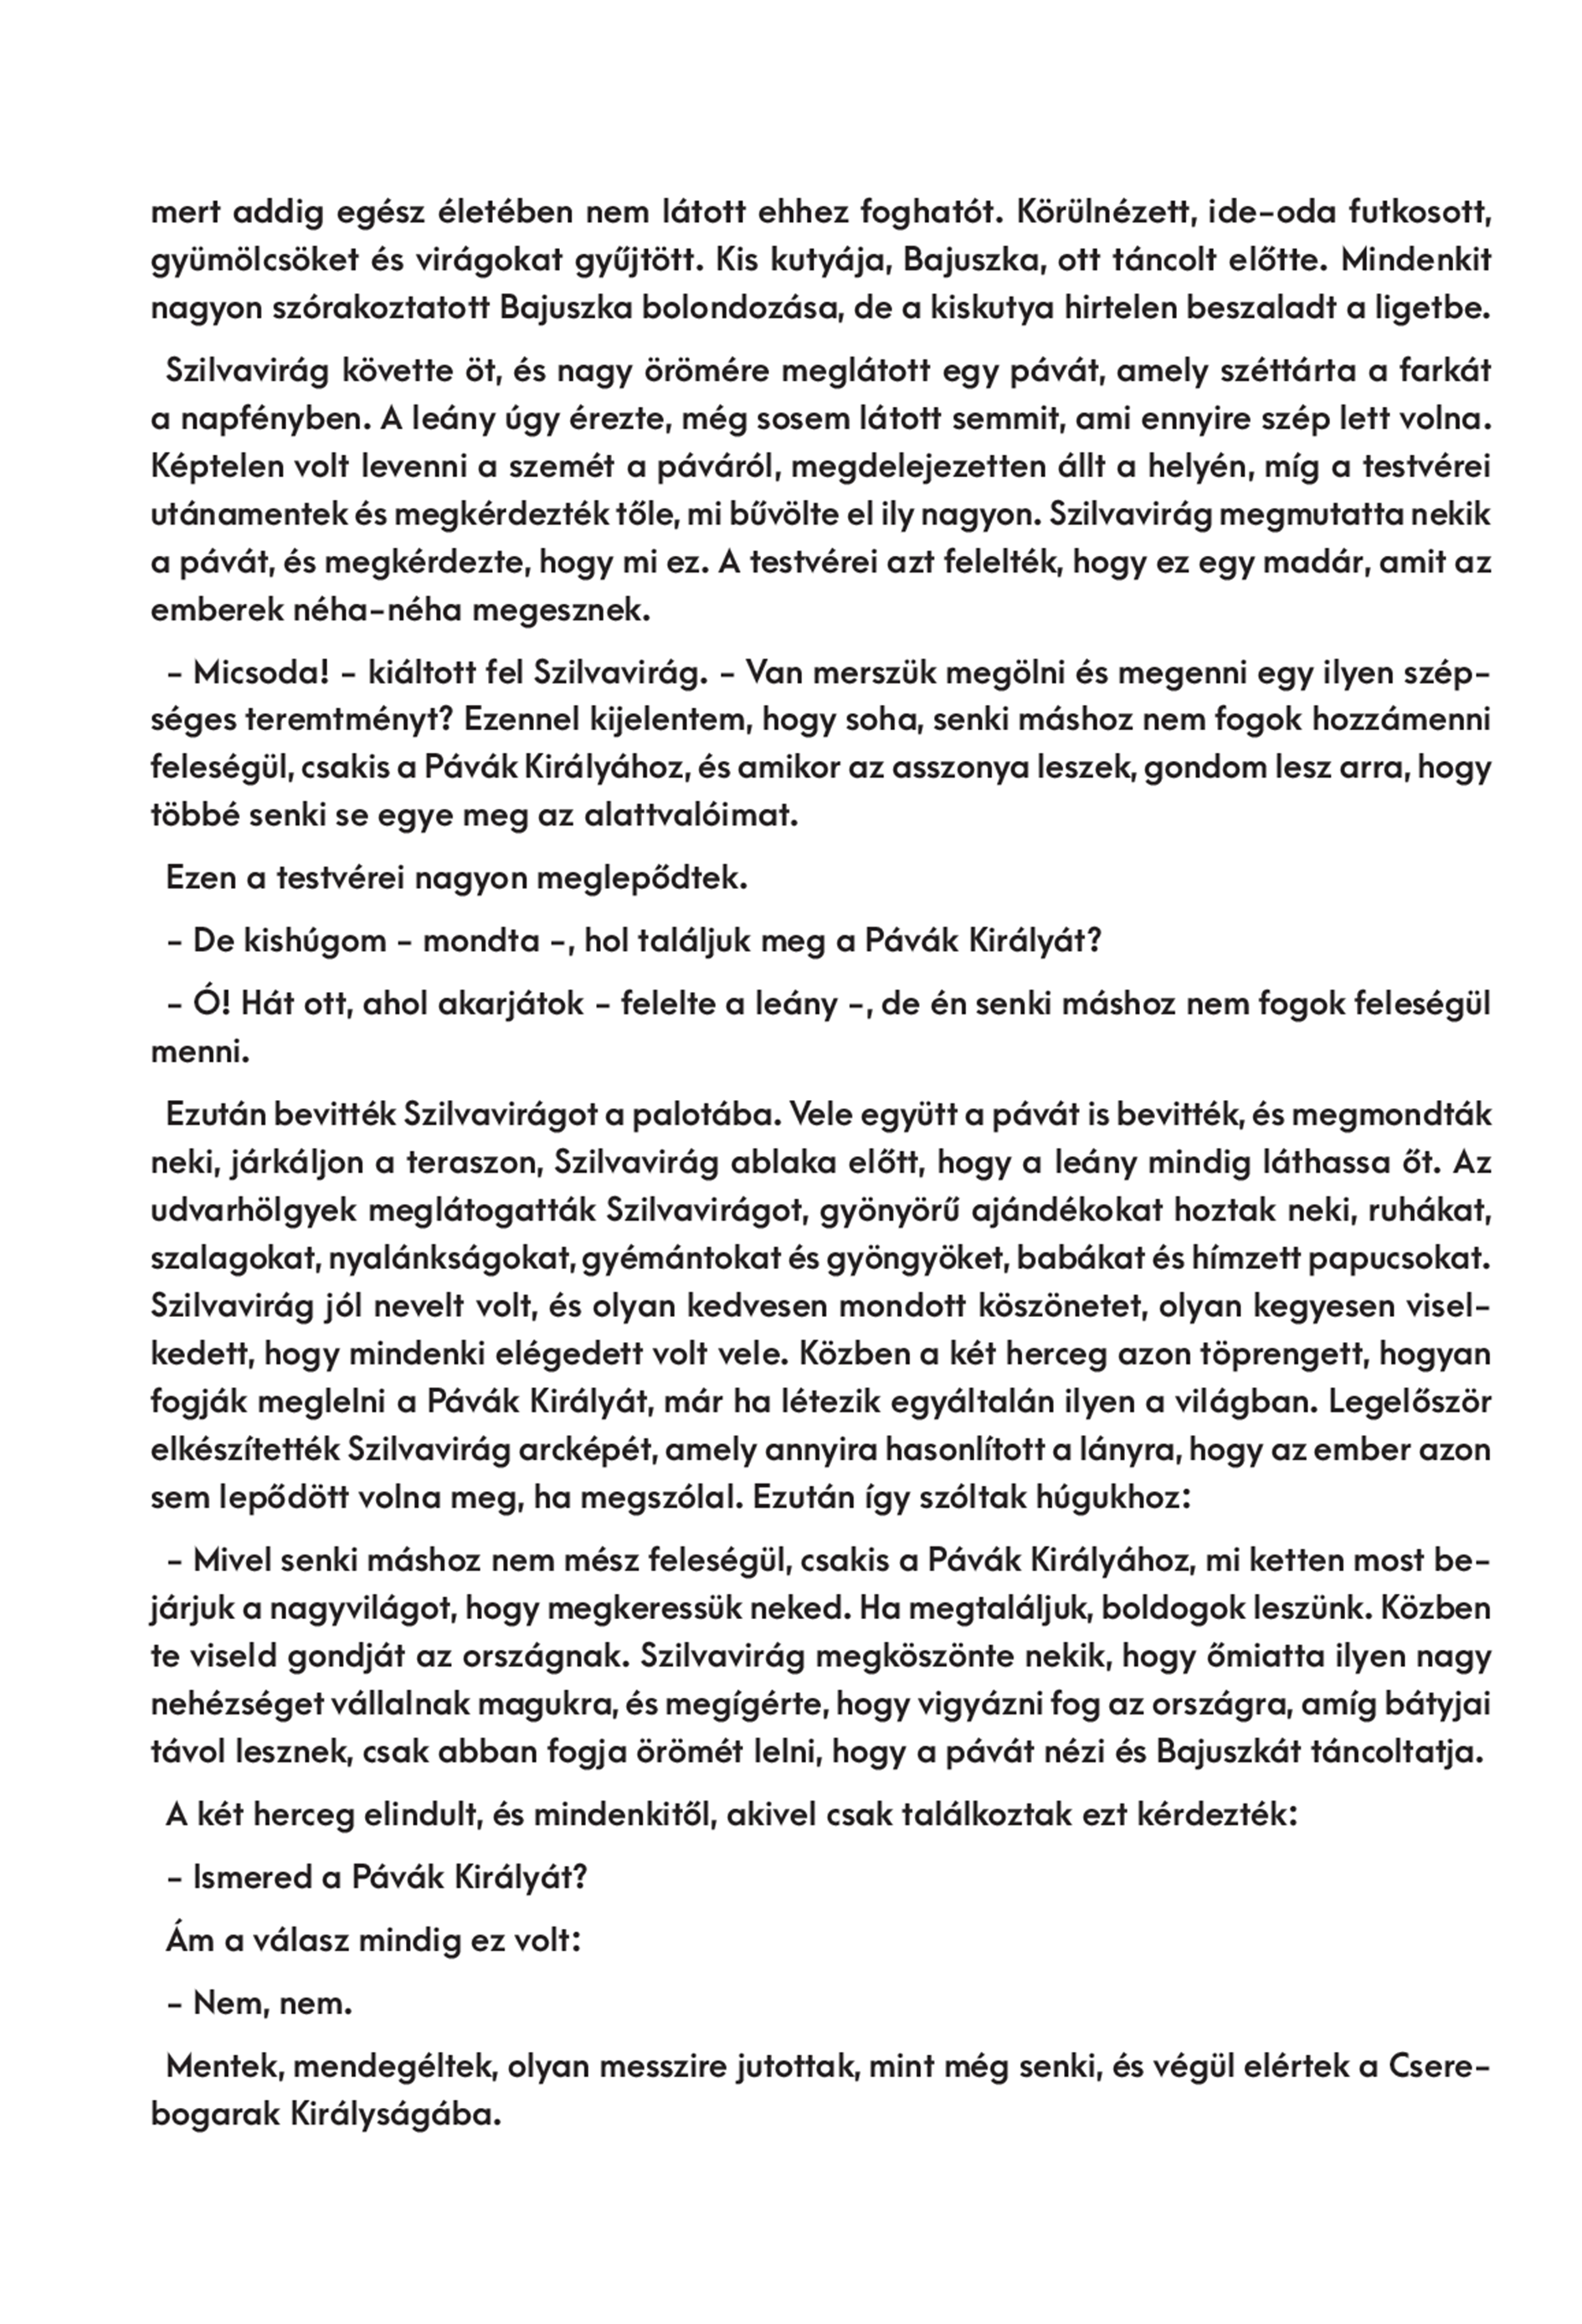 mert addig egész életében nem látott ehhez foghatót. Körülnézett, ide-oda futkosott,
gyümölcsöket és virágokat gyűjtött. Kis kutyája, Bajuszka, ott táncolt előtte. Mindenkit
nagyon szórakoztatott Bajuszka bolondozása, de a kiskutya hirtelen beszaladt a ligetbe.
Szilvavirág követte öt, és nagy örömére meglátott egy pávát, amely széttárta a farkát
a napfényben. A leány úgy érezte, még sosem látott semmit, ami ennyire szép lett volna.
Képtelen volt levenni a szemét a páváról, megdelejezetten állt a helyén, míg a testvérei
utánamentek és megkérdezték tőle, mi bűvölte el ily nagyon. Szilvavirág megmutatta nekik
a pávát, és megkérdezte, hogy mi ez. A testvérei azt felelték, hogy ez egy madár, amit az
emberek néha-néha megesznek.
– Micsoda! – kiáltott fel Szilvavirág. – Van merszük megölni és megenni egy ilyen szép-
séges teremtményt? Ezennel kijelentem, hogy soha, senki máshoz nem fogok hozzámenni
feleségül, csakis a Pávák Királyához, és amikor az asszonya leszek, gondom lesz arra, hogy
többé senki se egye meg az alattvalóimat.
Ezen a testvérei nagyon meglepődtek.
– De kishúgom – mondta –, hol találjuk meg a Pávák Királyát?
– Ó! Hát ott, ahol akarjátok – felelte a leány –, de én senki máshoz nem fogok feleségül
menni.
Ezután bevitték Szilvavirágot a palotába. Vele együtt a pávát is bevitték, és megmondták
neki, járkáljon a teraszon, Szilvavirág ablaka előtt, hogy a leány mindig láthassa őt. Az
udvarhölgyek meglátogatták Szilvavirágot, gyönyörű ajándékokat hoztak neki, ruhákat,
szalagokat, nyalánkságokat, gyémántokat és gyöngyöket, babákat és hímzett papucsokat.
Szilvavirág jól nevelt volt, és olyan kedvesen mondott köszönetet, olyan kegyesen visel-
kedett, hogy mindenki elégedett volt vele. Közben a két herceg azon töprengett, hogyan
fogják meglelni a Pávák Királyát, már ha létezik egyáltalán ilyen a világban. Legelőször
elkészítették Szilvavirág arcképét, amely annyira hasonlított a lányra, hogy az ember azon
sem lepődött volna meg, ha megszólal. Ezután így szóltak húgukhoz:
– Mivel senki máshoz nem mész feleségül, csakis a Pávák Királyához, mi ketten most be-
járjuk a nagyvilágot, hogy megkeressük neked. Ha megtaláljuk, boldogok leszünk. Közben
te viseld gondját az országnak. Szilvavirág megköszönte nekik, hogy őmiatta ilyen nagy
nehézséget vállalnak magukra, és megígérte, hogy vigyázni fog az országra, amíg bátyjai
távol lesznek, csak abban fogja örömét lelni, hogy a pávát nézi és Bajuszkát táncoltatja.
A két herceg elindult, és mindenkitől, akivel csak találkoztak ezt kérdezték:
– Ismered a Pávák Királyát?
Ám a válasz mindig ez volt:
– Nem, nem.
Mentek, mendegéltek, olyan messzire jutottak, mint még senki, és végül elértek a Csere-
bogarak Királyságába.